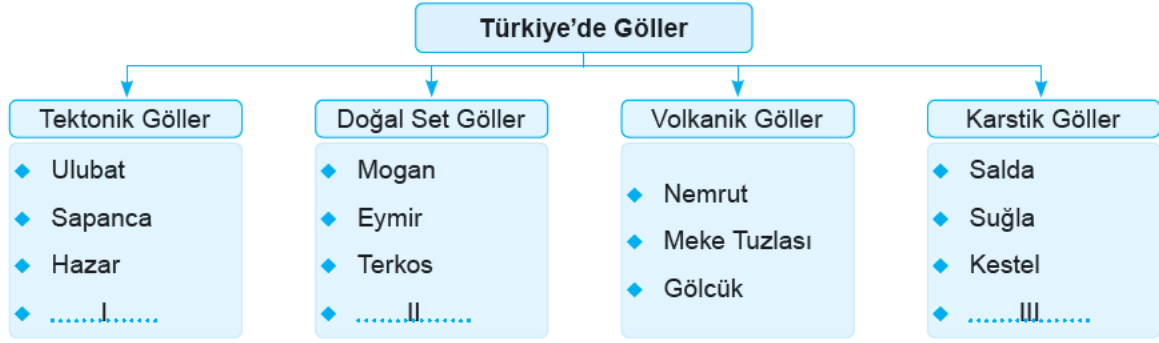 Türkiye’de Göller
Tektonik Göller
Ulubat
Sapanca
Hazar
........I........
Doğal Set Göller
Mogan
Eymir
Terkos
........II........
Volkanik Göller
Nemrut
Meke Tuzlası
Gölcük
Karstik Göller
Salda
Suğla
Kestel
........III........